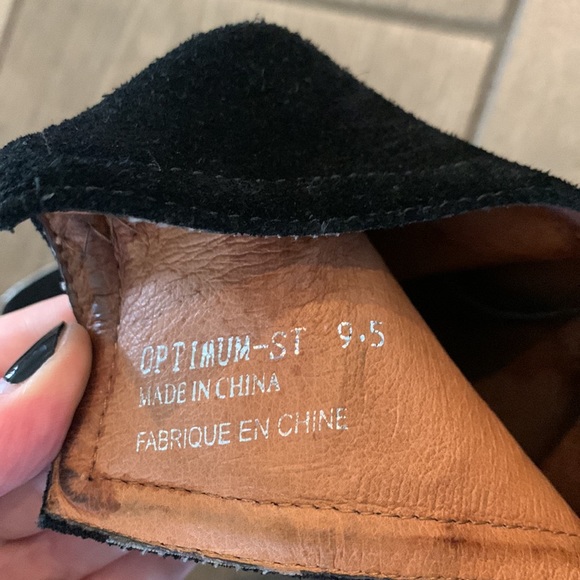 OPTIMUM-ST 9.5
MADE IN CHINA
FABRIQUE EN CHINE